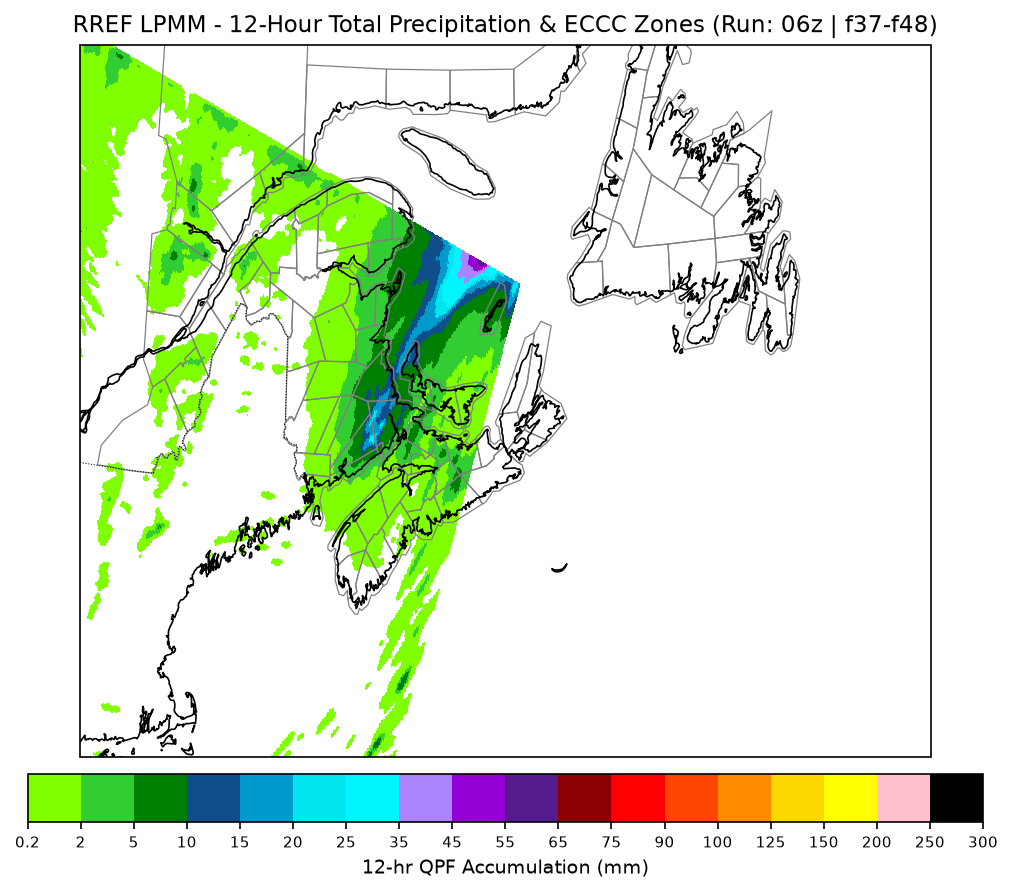 RREF LPMM - 12-Hour Total Precipitation & ECCC Zones (Run: 06z | f37-f48)
0.2 2 5 10 15 20 25 35 45 55 65 75 90 100 125 150 200 250 300
12-hr QPF Accumulation (mm)